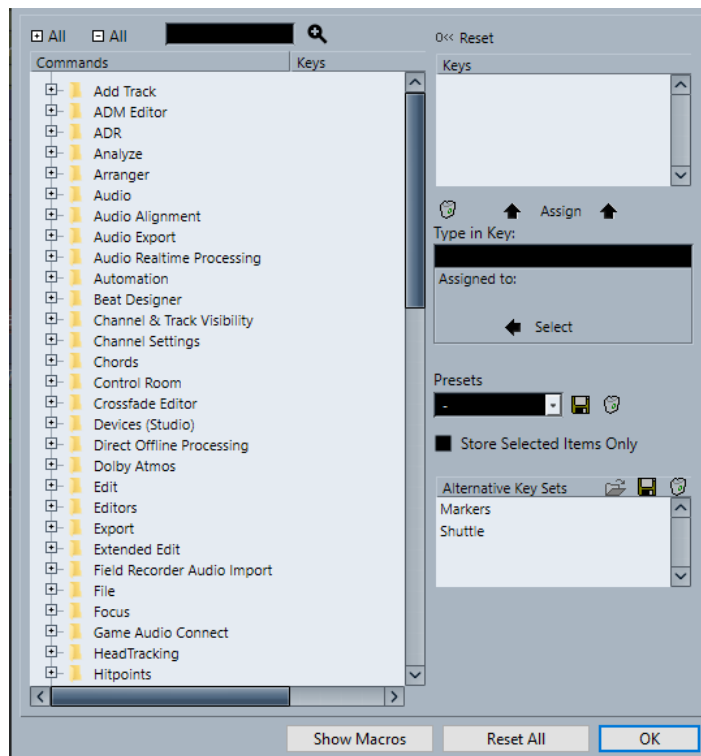 All All
Commands Keys
Add Track
ADM Editor
ADR
Analyze
Arranger
Audio
Audio Alignment
Audio Export
Audio Realtime Processing
Automation
Beat Designer
Channel & Track Visibility
Channel Settings
Chords
Control Room
Crossfade Editor
Devices (Studio)
Direct Offline Processing
Dolby Atmos
Edit
Editors
Export
Extended Edit
Field Recorder Audio Import
File
Focus
Game Audio Connect
HeadTracking
Hitpoints
Reset
Keys
Assign
Type in Key:
Assigned to:
Select
Presets
-
Store Selected Items Only
Alternative Key Sets
Markers
Shuttle
Show Macros Reset All OK